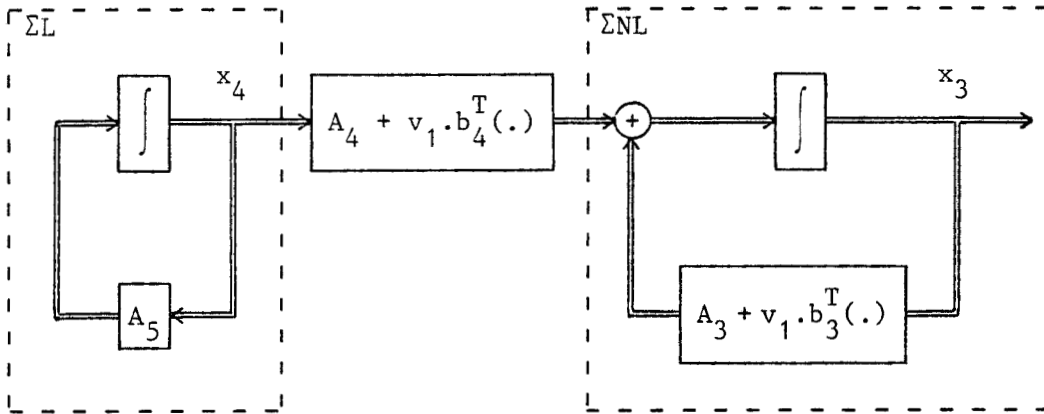 ΣL
∫
x₄
A₄ + v₁.b₄ᵀ(.)
A₅
ΣNL
+
∫
x₃
A₃ + v₁.b₃ᵀ(.)